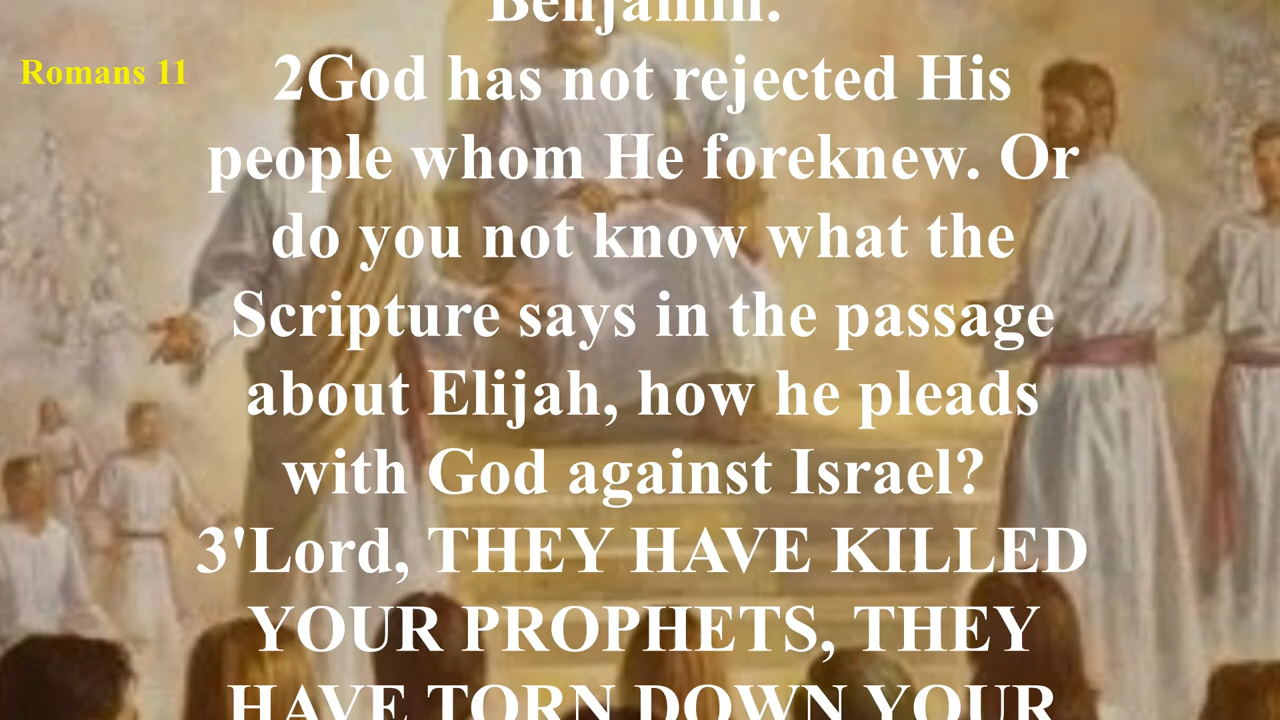 Benjamin.
Romans 11
2God has not rejected His
people whom He foreknew. Or
do you not know what the
Scripture says in the passage
about Elijah, how he pleads
with God against Israel?
3'Lord, THEY HAVE KILLED
YOUR PROPHETS, THEY
HAVE TORN DOWN YOUR